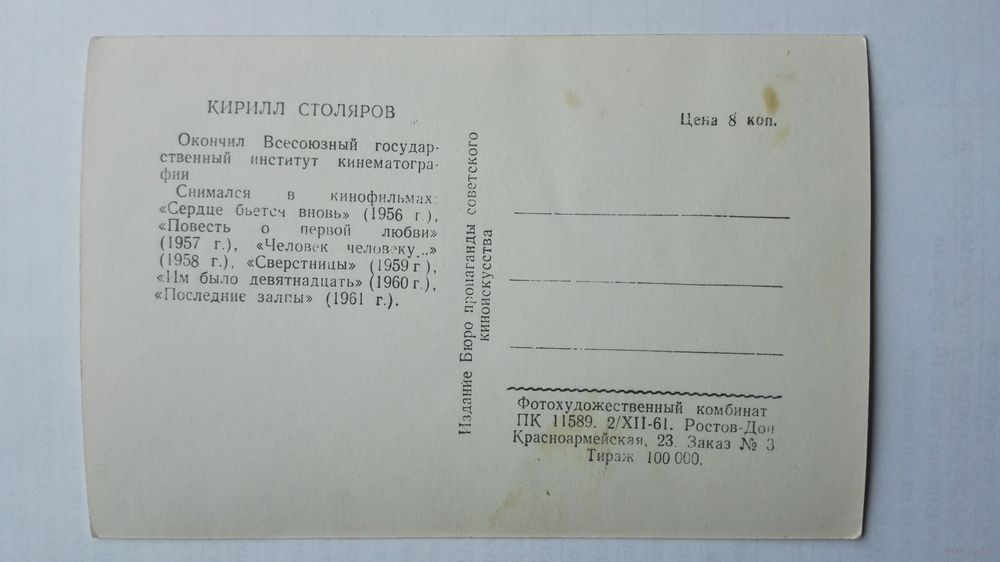 КИРИЛЛ СТОЛЯРОВ
Окончил Всесоюзный государ-
ственный институт кинематогра-
фии
Снимался в кинофильмах:
«Сердце бьется вновь» (1956 г.),
«Повесть о первой любви»
(1957 г.), «Человек человеку...»
(1958 г.), «Сверстницы» (1959 г),
«Им было девятнадцать» (1960 г.),
«Последние залпы» (1961 г.).
Издание Бюро пропаганды советского
киноискусства
Цена 8 коп.
Фотохудожественный комбинат
ПК 11589. 2/XII-61. Ростов-Дон
Красноармейская, 23. Заказ № 3
Тираж 100 000.